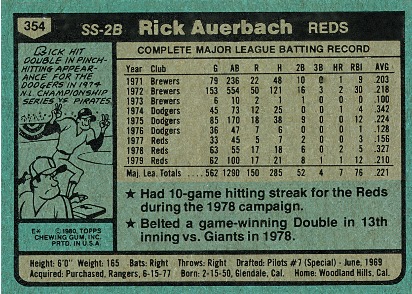 354
SS-2B Rick Auerbach REDS
RICK HIT
DOUBLE IN PINCH-
HITTING APPEAR-
ANCE FOR THE
DODGERS IN 1974
N.L. CHAMPIONSHIP
SERIES VS. PIRATES.
E*
© 1980, TOPPS
CHEWING GUM, INC.
PRTD. IN U.S.A.
COMPLETE MAJOR LEAGUE BATTING RECORD
Year Club G AB R H 2B 3B HR RBI AVG
1971 Brewers 79 236 22 48 10 0 1 9 .203
1972 Brewers 153 554 50 121 16 3 2 30 .218
1973 Brewers 6 10 2 1 0 0 0 .100
1974 Dodgers 45 73 12 25 0 1 4 .342
1975 Dodgers 85 170 18 38 9 0 0 12 .224
1976 Dodgers 36 47 7 6 0 0 0 1 .128
1977 Reds 33 45 5 7 2 0 0 3 .156
1978 Reds 63 55 17 18 6 0 2 5 .327
1979 Reds 62 100 17 21 8 1 1 12 .210
Maj. Lea. Totals 562 1290 150 285 52 4 7 76 .221
★ Had 10-game hitting streak for the Reds
during the 1978 campaign.
★ Belted a game-winning Double in 13th
inning vs. Giants in 1978.
Height: 6'0" Weight: 165 Bats: Right Throws: Right Drafted: Pilots #7 (Special) - June, 1969
Acquired: Purchased, Rangers, 6-15-77 Born: 2-15-50, Glendale, Cal. Home: Woodland Hills, Cal.